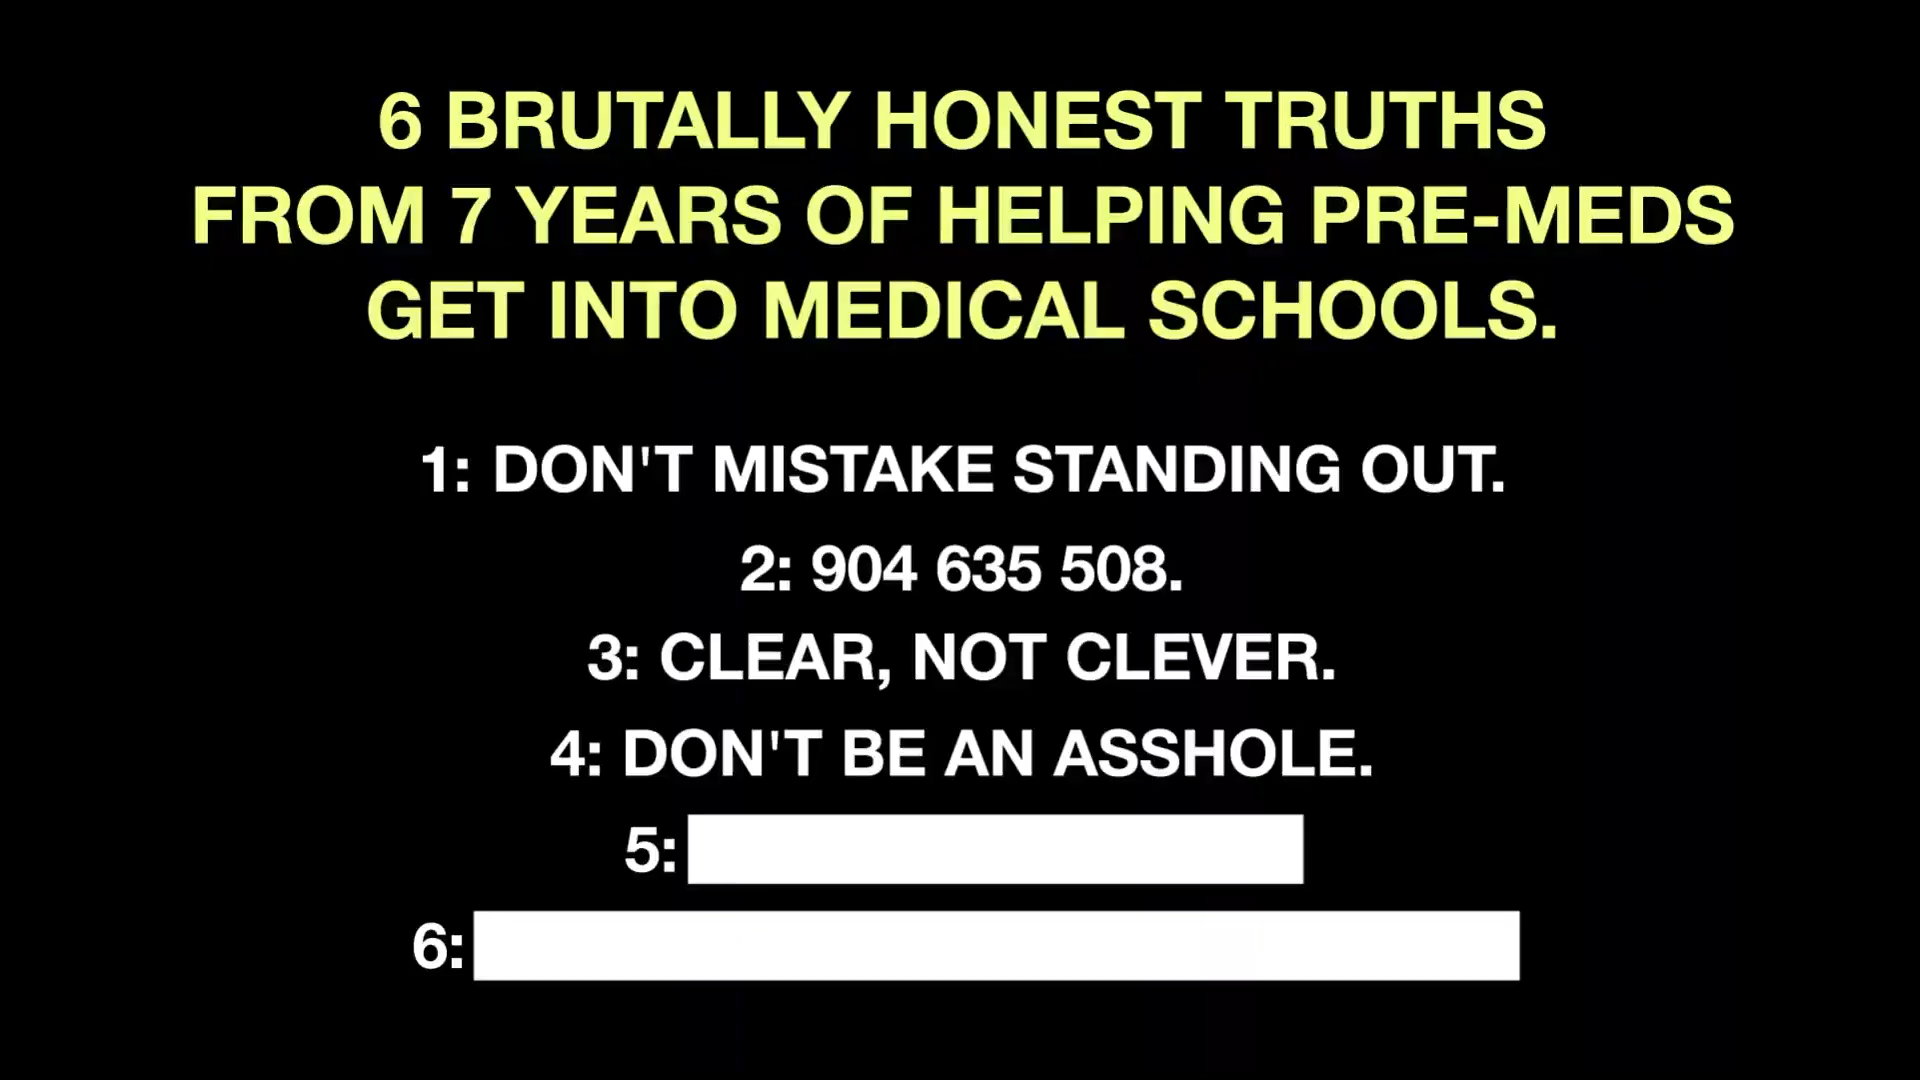 6 BRUTALLY HONEST TRUTHS
FROM 7 YEARS OF HELPING PRE-MEDS
GET INTO MEDICAL SCHOOLS.
1: DON'T MISTAKE STANDING OUT.
2: 904 635 508.
3: CLEAR, NOT CLEVER.
4: DON'T BE AN ASSHOLE.
5:
6: